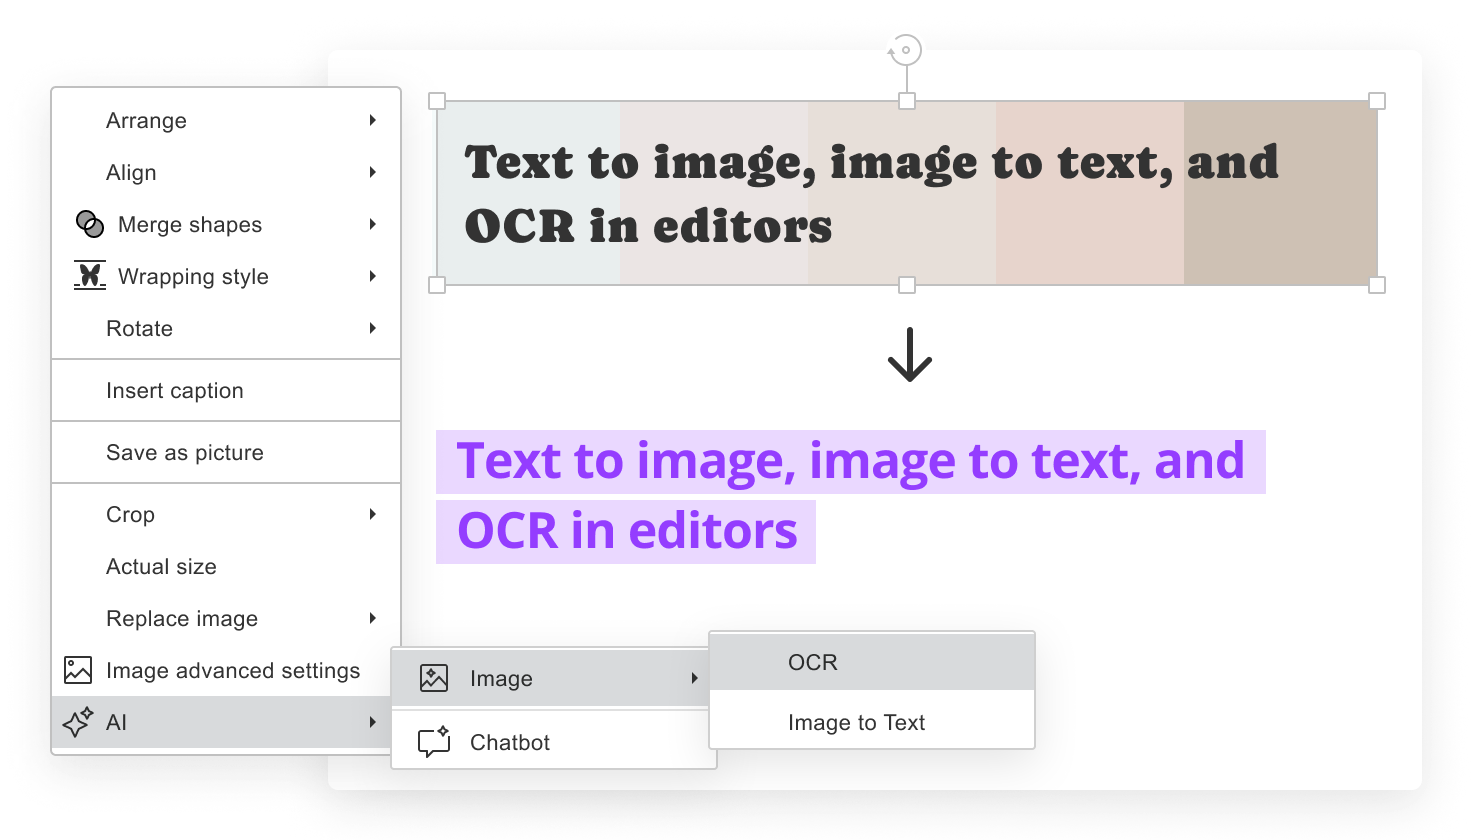 Arrange
Align
Merge shapes
Wrapping style
Rotate
Insert caption
Save as picture
Crop
Actual size
Replace image
Image advanced settings
AI
Text to image, image to text, and
OCR in editors
Text to image, image to text, and
OCR in editors
Image
Chatbot
OCR
Image to Text